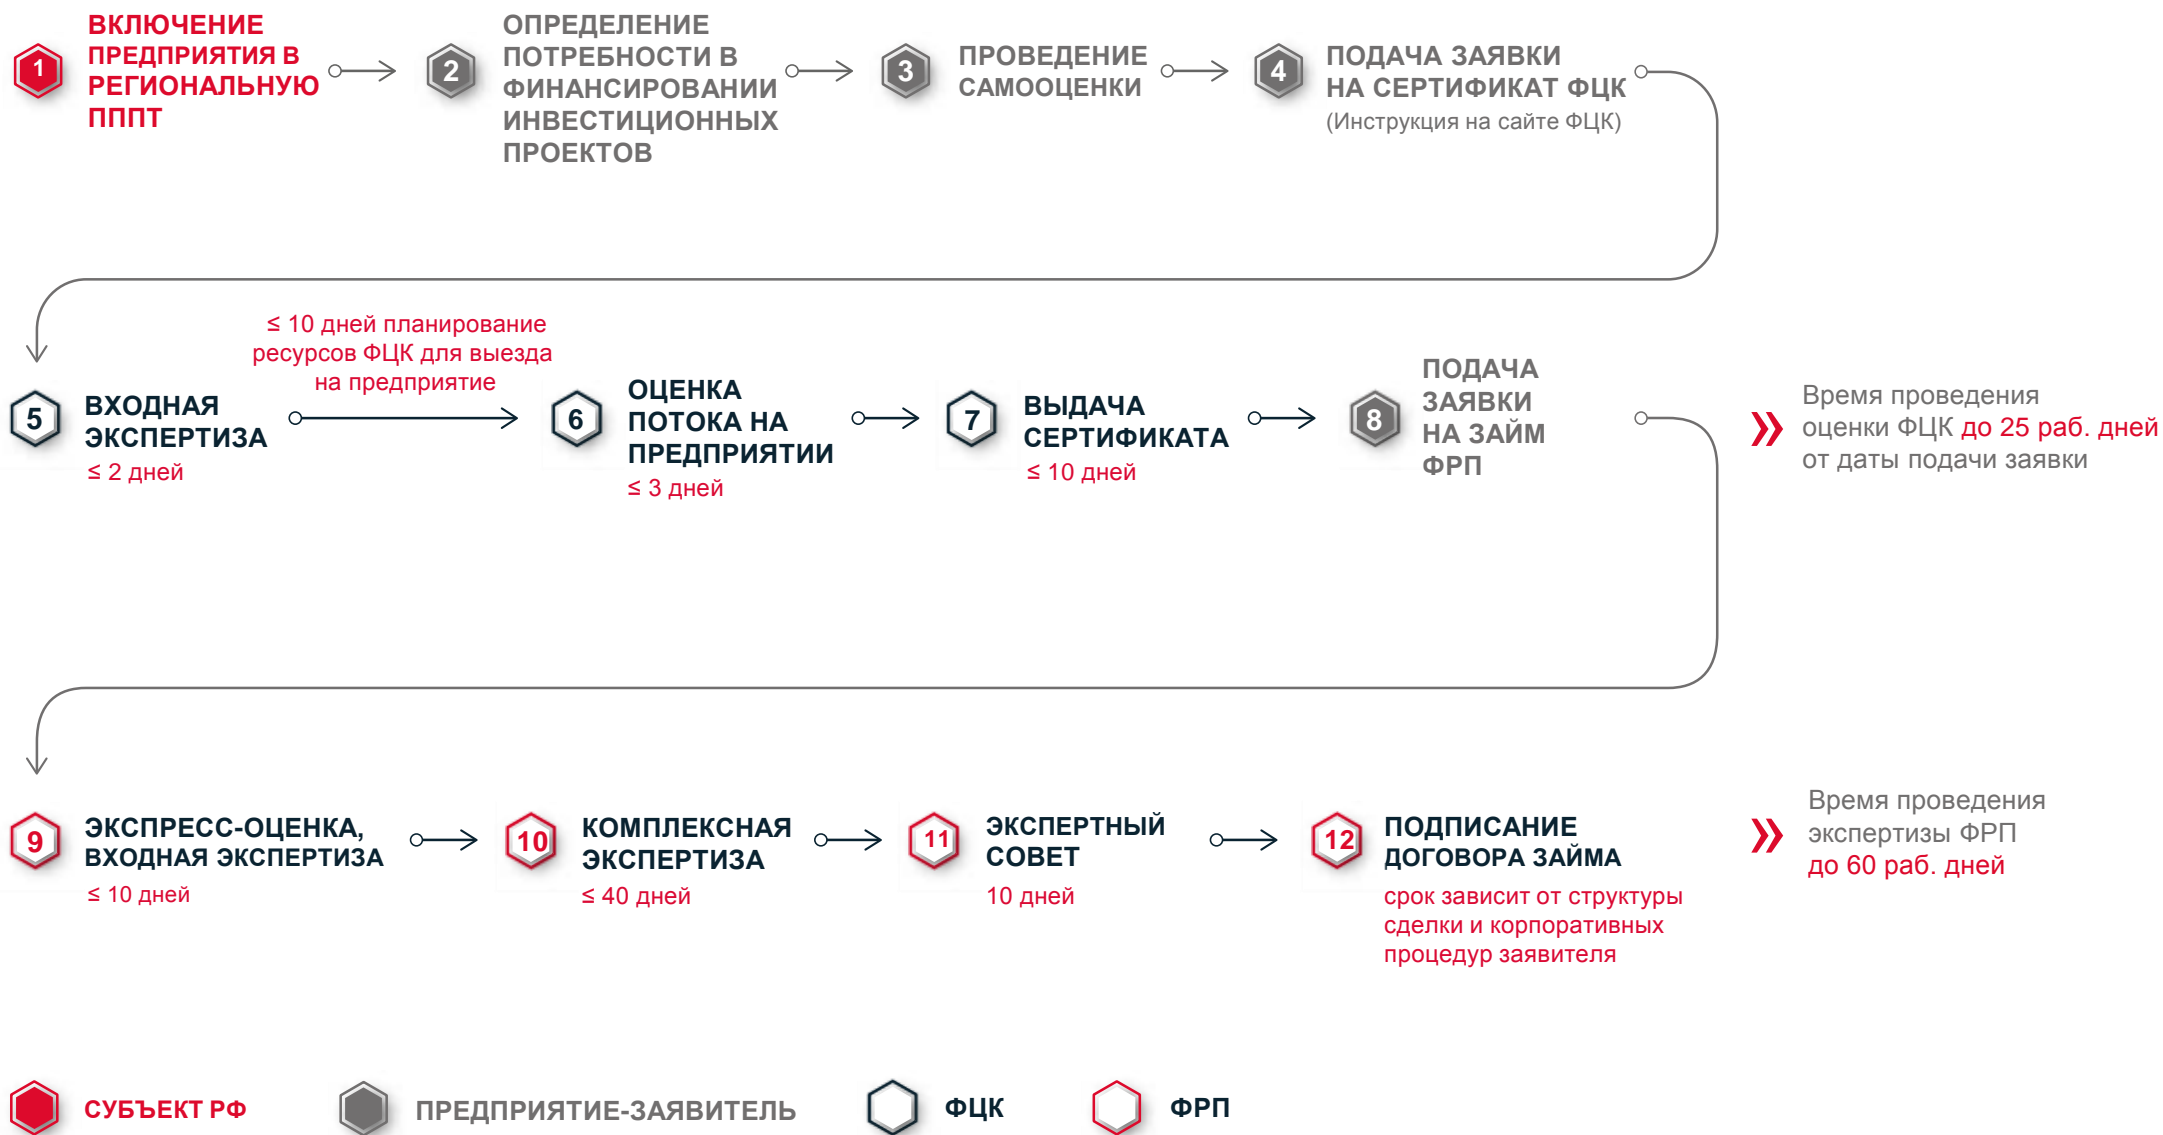 1
ВКЛЮЧЕНИЕ
ПРЕДПРИЯТИЯ В
РЕГИОНАЛЬНУЮ
ПППТ
2
ОПРЕДЕЛЕНИЕ
ПОТРЕБНОСТИ В
ФИНАНСИРОВАНИИ
ИНВЕСТИЦИОННЫХ
ПРОЕКТОВ
3
ПРОВЕДЕНИЕ
САМООЦЕНКИ
4
ПОДАЧА ЗАЯВКИ
НА СЕРТИФИКАТ ФЦК
(Инструкция на сайте ФЦК)
5
ВХОДНАЯ
ЭКСПЕРТИЗА
≤ 2 дней
≤ 10 дней планирование
ресурсов ФЦК для выезда
на предприятие
6
ОЦЕНКА
ПОТОКА НА
ПРЕДПРИЯТИИ
≤ 3 дней
7
ВЫДАЧА
СЕРТИФИКАТА
≤ 10 дней
8
ПОДАЧА
ЗАЯВКИ
НА ЗАЙМ
ФРП
Время проведения
оценки ФЦК до 25 раб. дней
от даты подачи заявки
9
ЭКСПРЕСС-ОЦЕНКА,
ВХОДНАЯ ЭКСПЕРТИЗА
≤ 10 дней
10
КОМПЛЕКСНАЯ
ЭКСПЕРТИЗА
≤ 40 дней
11
ЭКСПЕРТНЫЙ
СОВЕТ
10 дней
12
ПОДПИСАНИЕ
ДОГОВОРА ЗАЙМА
срок зависит от структуры
сделки и корпоративных
процедур заявителя
Время проведения
экспертизы ФРП
до 60 раб. дней
СУБЪЕКТ РФ
ПРЕДПРИЯТИЕ-ЗАЯВИТЕЛЬ
ФЦК
ФРП